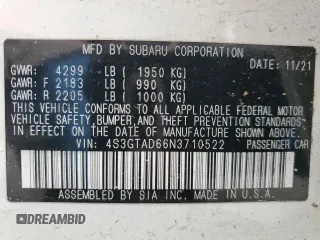 MFD BY SUBARU CORPORATION
GVWR: 4299 LB ( 1950 KG) DATE: 11/21
GAWR: F 2183 LB ( 990 KG)
GAWR: R 2205 LB ( 1000 KG)
THIS VEHICLE CONFORMS TO ALL APPLICABLE FEDERAL MOTOR
VEHICLE SAFETY, BUMPER, AND THEFT PREVENTION STANDARDS
IN EFFECT ON THE DATE OF MANUFACTURE SHOWN ABOVE.
VIN: 4S3GTAD66N3710522 PASSENGER CAR
ASSEMBLED BY SIA INC. MADE IN U.S.A.
© DREAMBID